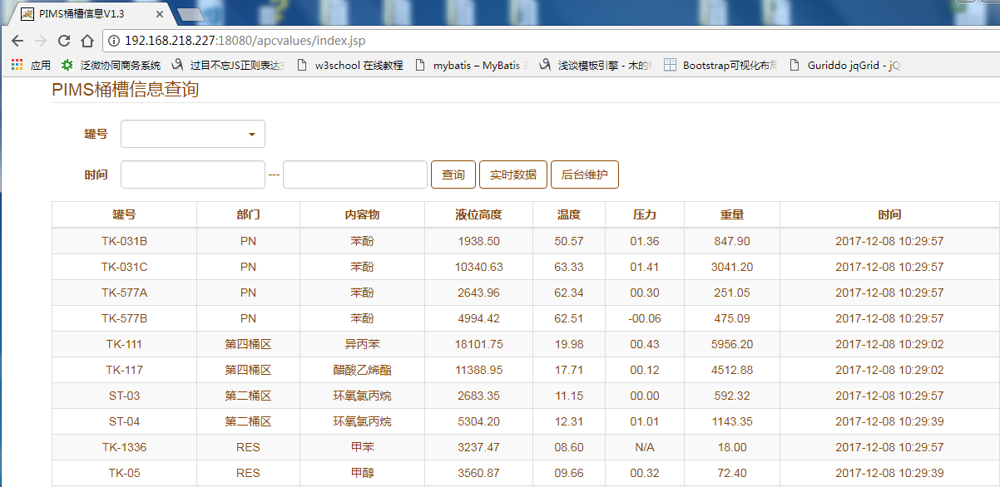 PIMS桶槽信息V1.3
192.168.218.227:18080/apcvalues/index.jsp
应用 泛微协同商务系统 过目不忘JS正则表达式 w3school 在线教程 mybatis – MyBatis 3 浅谈模板引擎 - 木的 Bootstrap可视化布局 Guriddo jqGrid - jQ
PIMS桶槽信息查询
罐号
时间 --- 查询 实时数据 后台维护
罐号 部门 内容物 液位高度 温度 压力 重量 时间
TK-031B PN 苯酚 1938.50 50.57 01.36 847.90 2017-12-08 10:29:57
TK-031C PN 苯酚 10340.63 63.33 01.41 3041.20 2017-12-08 10:29:57
TK-577A PN 苯酚 2643.96 62.34 00.30 251.05 2017-12-08 10:29:57
TK-577B PN 苯酚 4994.42 62.51 -00.06 475.09 2017-12-08 10:29:57
TK-111 第四桶区 异丙苯 18101.75 19.98 00.43 5956.20 2017-12-08 10:29:02
TK-117 第四桶区 醋酸乙烯酯 11388.95 17.71 00.12 4512.88 2017-12-08 10:29:02
ST-03 第二桶区 环氧氯丙烷 2683.35 11.15 00.00 592.32 2017-12-08 10:29:57
ST-04 第二桶区 环氧氯丙烷 5304.20 12.31 01.01 1143.35 2017-12-08 10:29:39
TK-1336 RES 甲苯 3237.47 08.60 N/A 18.00 2017-12-08 10:29:57
TK-05 RES 甲醇 3560.87 09.66 00.32 72.40 2017-12-08 10:29:39